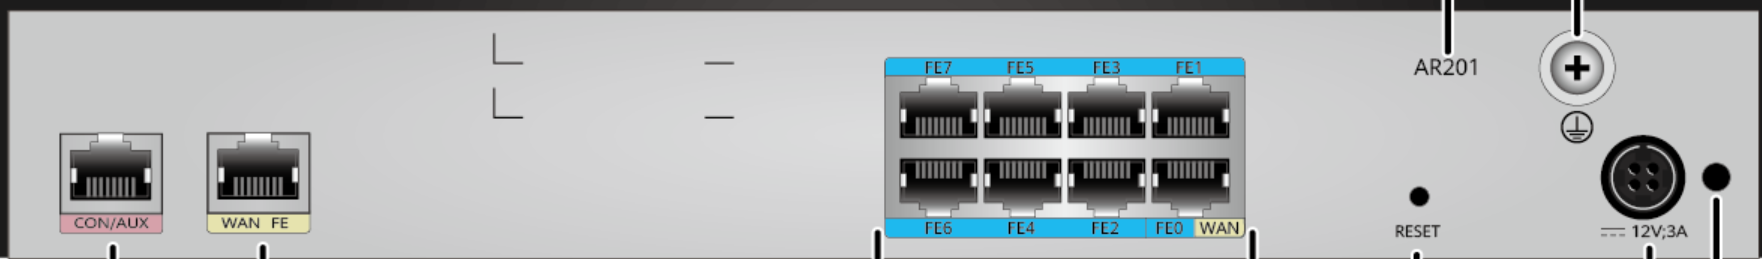 FE7 FE5 FE3 FE1
AR201
CON/AUX
WAN FE
FE6 FE4 FE2 FE0 WAN
RESET
12V;3A